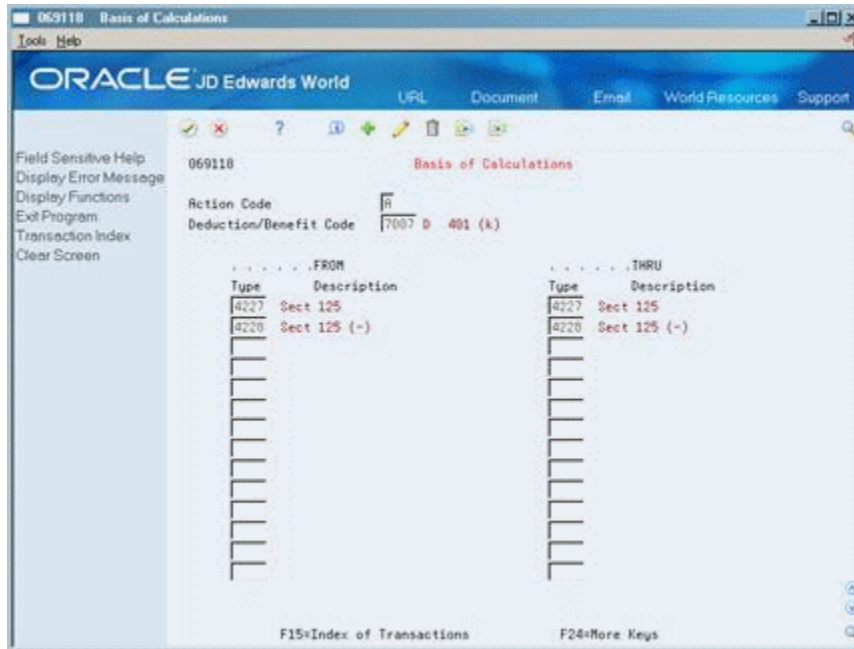 069118 Basis of Calculations
Tools Help
ORACLE JD Edwards World
URL Document Email World Resources Support
Field Sensitive Help
Display Error Message
Display Functions
Exit Program
Transaction Index
Clear Screen
069118 Basis of Calculations
Action Code A
Deduction/Benefit Code 7007 D 401 (k)
. . . . . .FROM . . . . . .THRU
Type Description Type Description
4227 Sect 125 4227 Sect 125
4228 Sect 125 (-) 4228 Sect 125 (-)
F15=Index of Transactions F24=More Keys